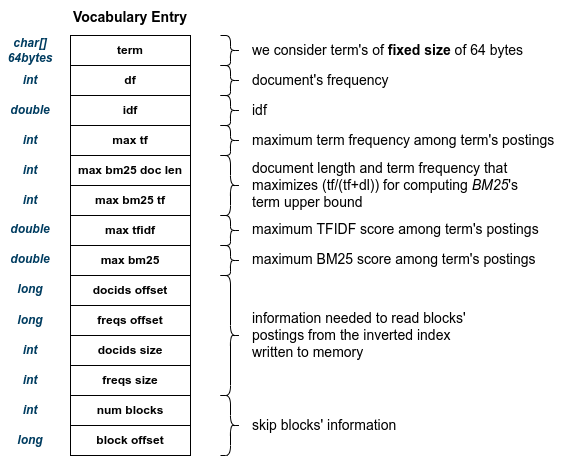 Vocabulary Entry
char[]
64bytes
term
we consider term's of fixed size of 64 bytes
int
df
document's frequency
double
idf
idf
int
max tf
maximum term frequency among term's postings
int
max bm25 doc len
int
max bm25 tf
document length and term frequency that
maximizes (tf/(tf+dl)) for computing BM25's
term upper bound
double
max tfidf
maximum TFIDF score among term's postings
double
max bm25
maximum BM25 score among term's postings
long
docids offset
long
freqs offset
int
docids size
int
freqs size
information needed to read blocks'
postings from the inverted index
written to memory
int
num blocks
long
block offset
skip blocks' information